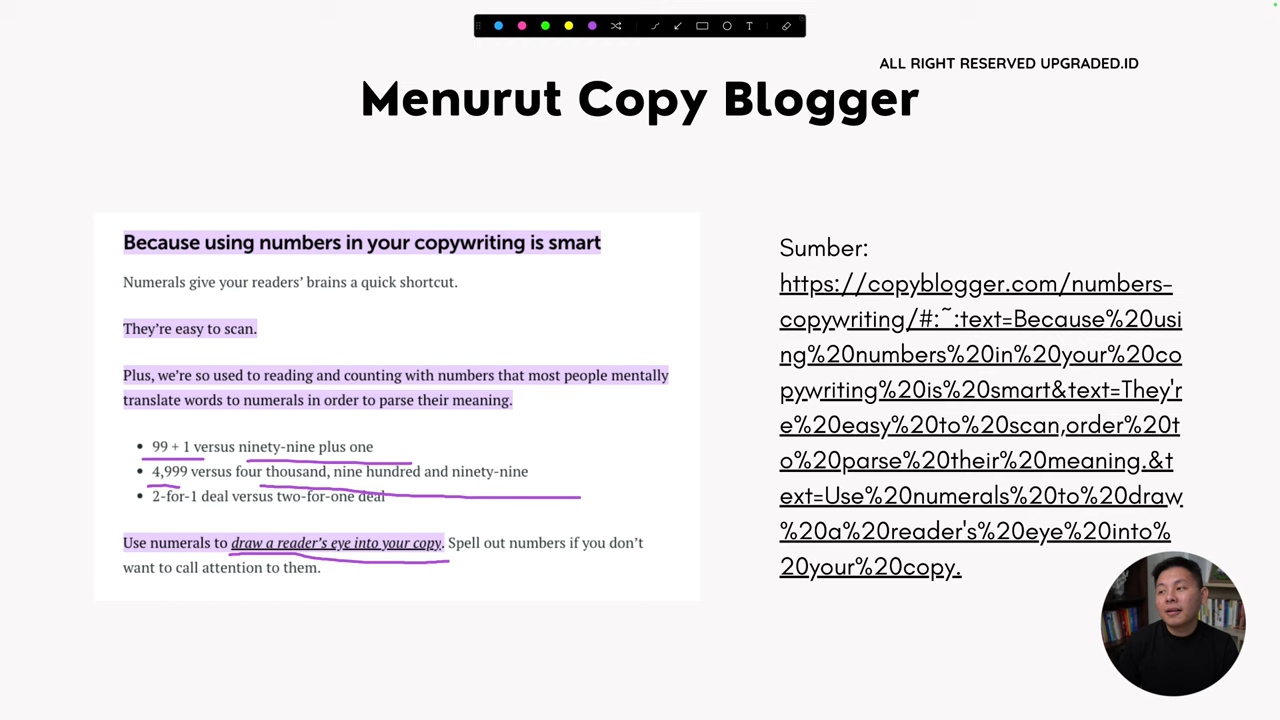 ALL RIGHT RESERVED UPGRADED.ID
Menurut Copy Blogger
Because using numbers in your copywriting is smart
Numerals give your readers’ brains a quick shortcut.
They’re easy to scan.
Plus, we’re so used to reading and counting with numbers that most people mentally
translate words to numerals in order to parse their meaning.
• 99 + 1 versus ninety-nine plus one
• 4,999 versus four thousand, nine hundred and ninety-nine
• 2-for-1 deal versus two-for-one deal
Use numerals to draw a reader’s eye into your copy. Spell out numbers if you don’t
want to call attention to them.
Sumber:
https://copyblogger.com/numbers-
copywriting/#:~:text=Because%20usi
ng%20numbers%20in%20your%20co
pywriting%20is%20smart&text=They'r
e%20easy%20to%20scan,order%20t
o%20parse%20their%20meaning.&t
ext=Use%20numerals%20to%20draw
%20a%20reader's%20eye%20into%
20your%20copy.